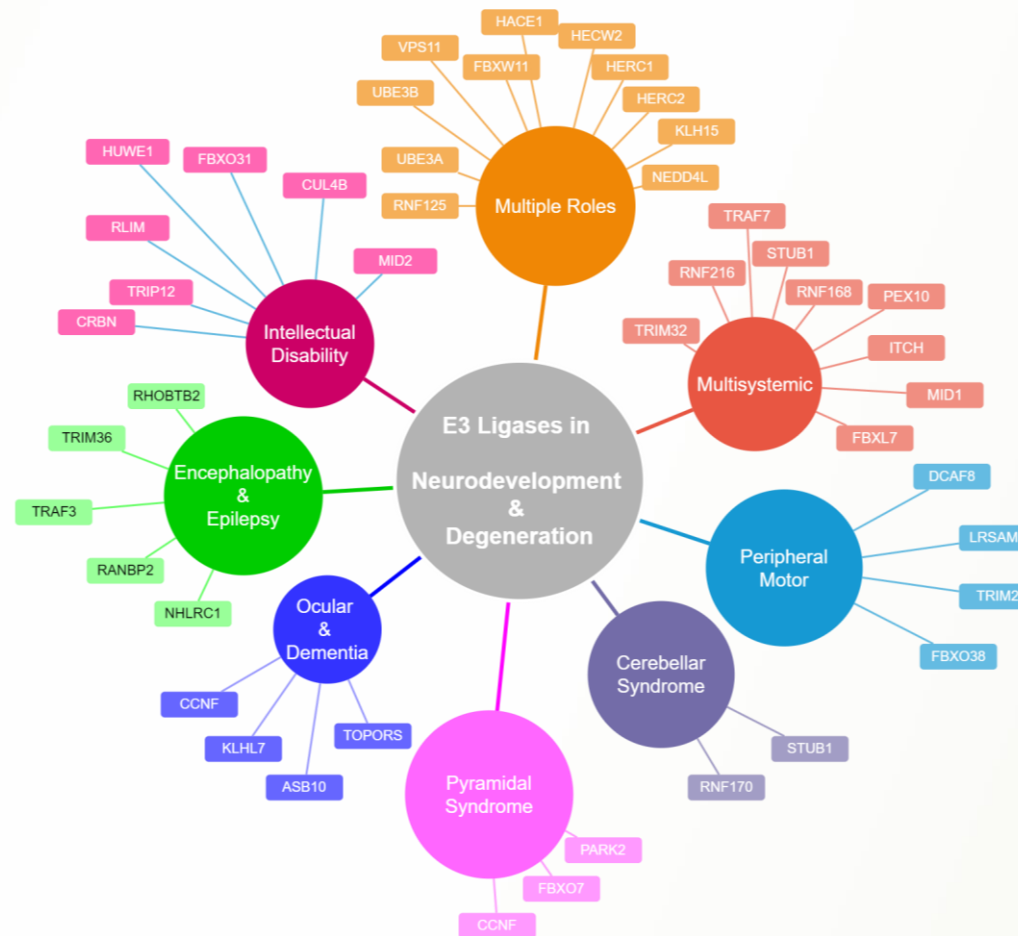 HACE1
HECW2
VPS11
FBXW11
HERC1
UBE3B
HERC2
KLH15
UBE3A
NEDD4L
RNF125
Multiple Roles
HUWE1
FBXO31
CUL4B
RLIM
MID2
TRIP12
CRBN
Intellectual
Disability
TRAF7
STUB1
RNF216
RNF168
PEX10
TRIM32
ITCH
MID1
FBXL7
Multisystemic
E3 Ligases in
Neurodevelopment
&
Degeneration
RHOBTB2
TRIM36
TRAF3
RANBP2
NHLRC1
Encephalopathy
&
Epilepsy
DCAF8
LRSAM
TRIM2
FBXO38
Peripheral
Motor
Ocular
&
Dementia
CCNF
KLHL7
ASB10
TOPORS
Cerebellar
Syndrome
STUB1
RNF170
Pyramidal
Syndrome
PARK2
FBXO7
CCNF